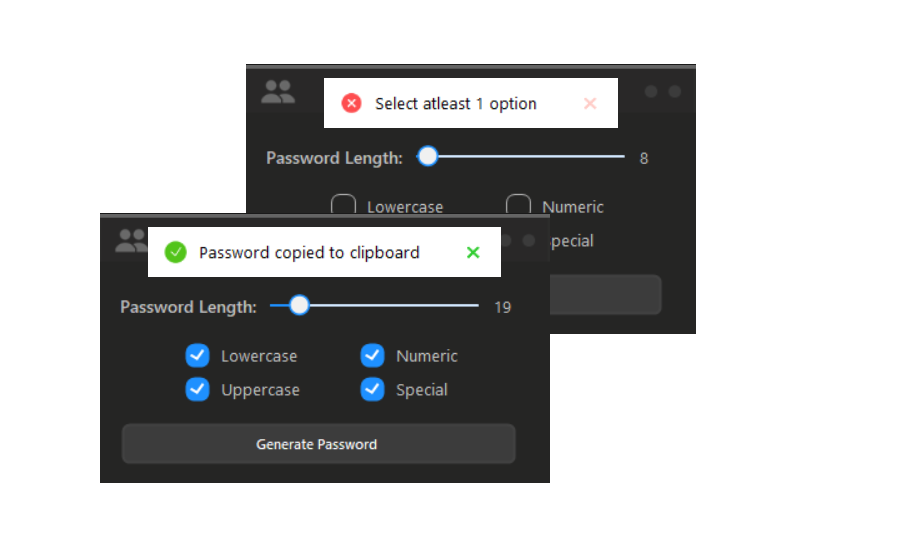 Select atleast 1 option
Password Length: 8
Lowercase Numeric
Password copied to clipboard
Password Length: 19
Lowercase Numeric
Uppercase Special
Generate Password